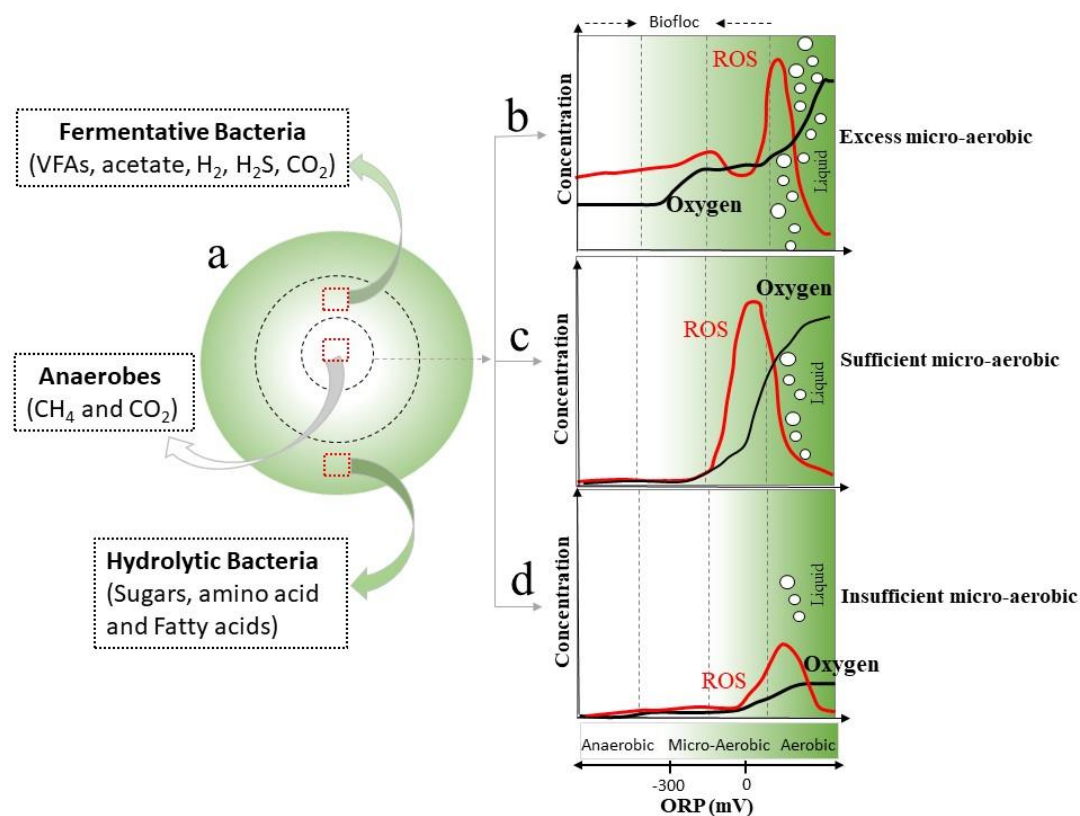 Biofloc
b
ROS
Oxygen
Liquid
Concentration
Excess micro-aerobic
Fermentative Bacteria
(VFAs, acetate, H₂, H₂S, CO₂)
a
Anaerobes
(CH₄ and CO₂)
Hydrolytic Bacteria
(Sugars, amino acid
and Fatty acids)
c
Oxygen
ROS
Liquid
Concentration
Sufficient micro-aerobic
d
Liquid
Concentration
Insufficient micro-aerobic
ROS
Oxygen
Anaerobic Micro-Aerobic Aerobic
-300 0
ORP (mV)